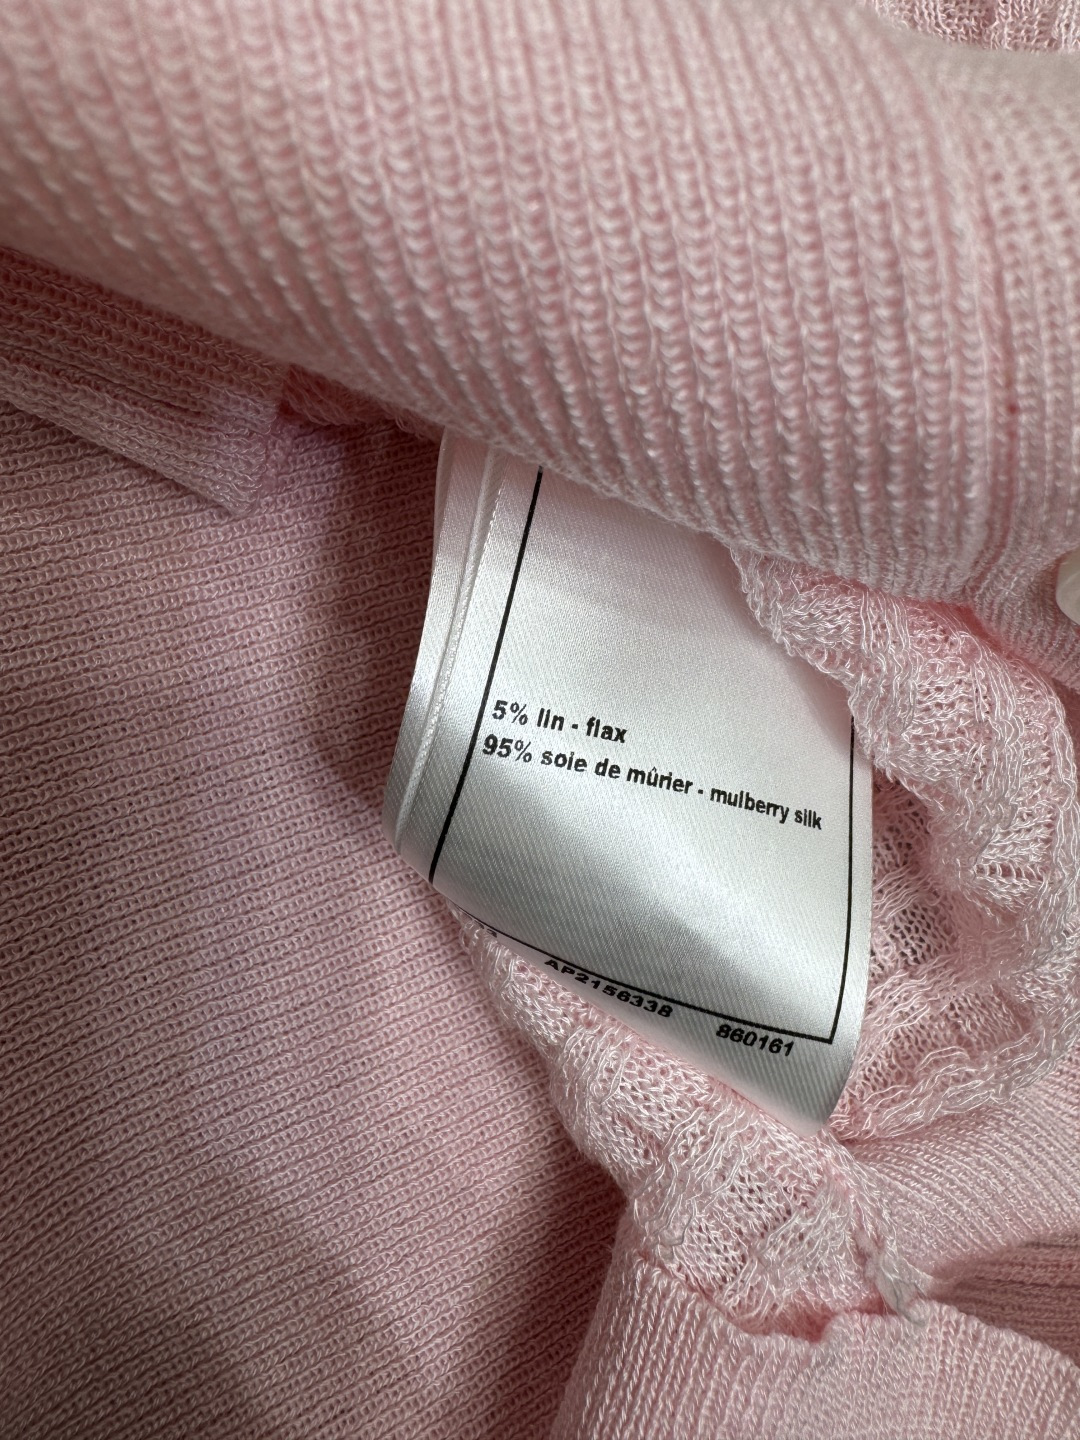 5% lin - flax
95% soie de mûrier - mulberry silk
AP2156338 860161